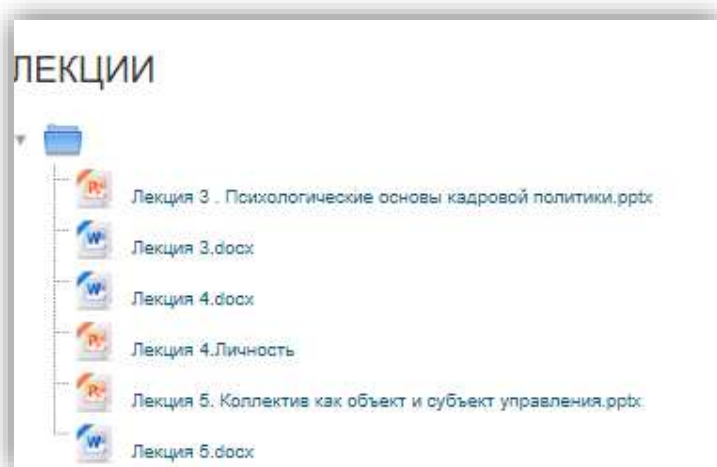 ЛЕКЦИИ
Лекция 3 . Психологические основы кадровой политики.pptx
Лекция 3.docx
Лекция 4.docx
Лекция 4.Личность
Лекция 5. Коллектив как объект и субъект управления.pptx
Лекция 5.docx